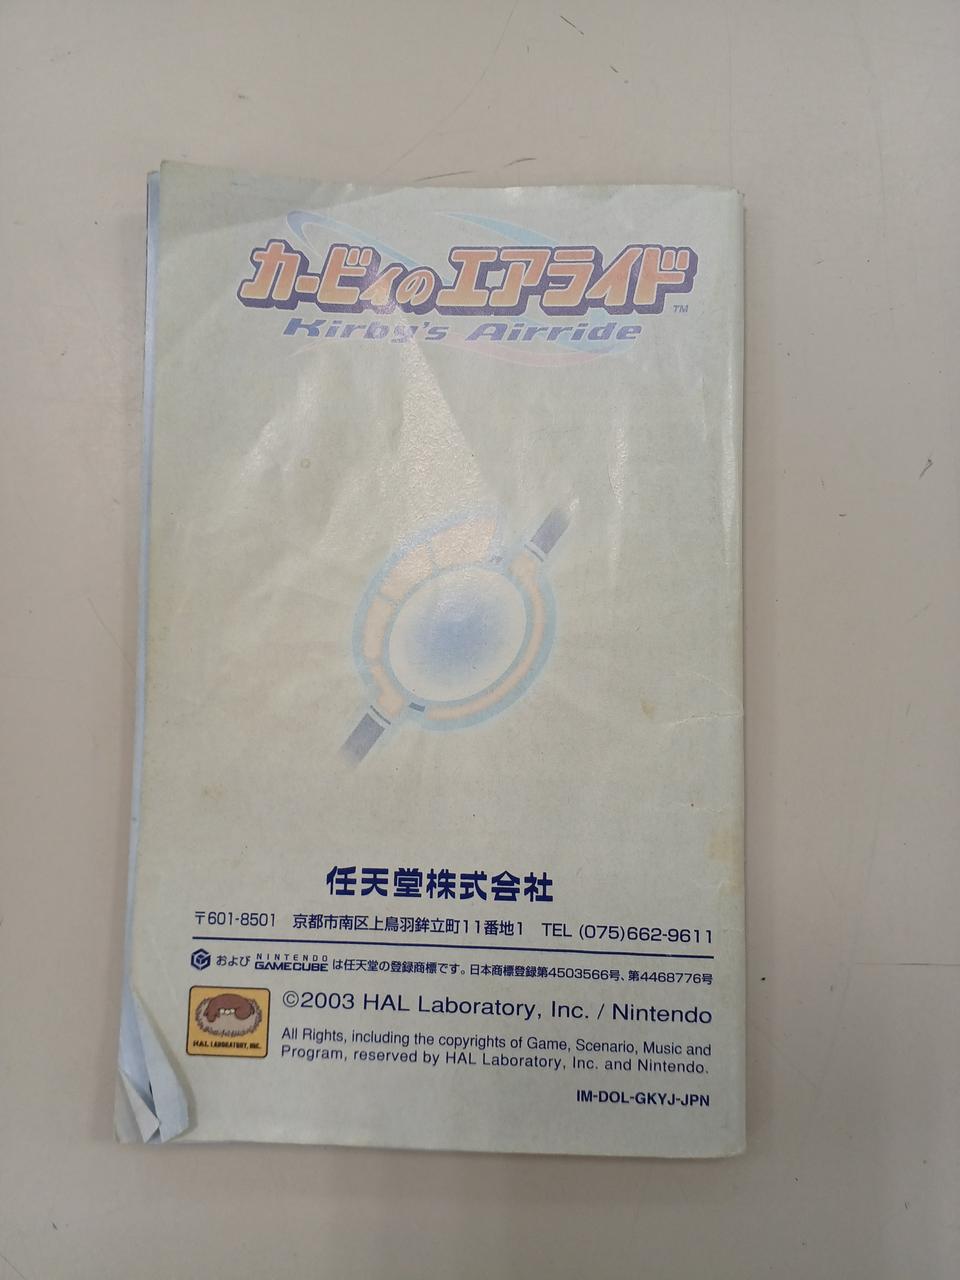 カービィのエアライド™
Kirby's Airride
任天堂株式会社
〒601-8501 京都市南区上鳥羽鉾立町11番地1 TEL (075)662-9611
および NINTENDO GAMECUBE は任天堂の登録商標です。日本商標登録第4503566号、第4468776号
©2003 HAL Laboratory, Inc. / Nintendo
HAL LABORATORY, INC.
All Rights, including the copyrights of Game, Scenario, Music and
Program, reserved by HAL Laboratory, Inc. and Nintendo.
IM-DOL-GKYJ-JPN